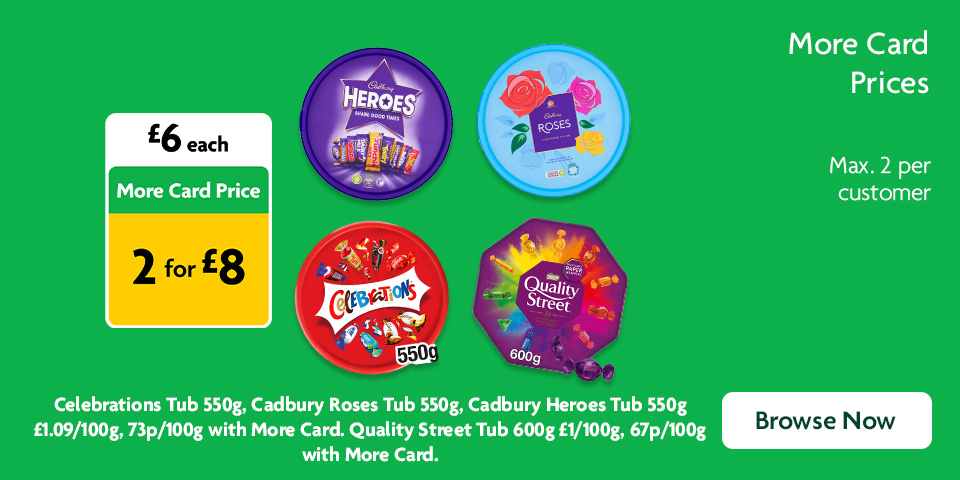 More Card
Prices
Max. 2 per
customer
£6 each
More Card Price
2 for £8
Cadbury
HEROES
SHARE GOOD TIMES
Cadbury
ROSES
CELEBRATIONS
550g
Nestlé
Quality
Street
PAPER
600g
Celebrations Tub 550g, Cadbury Roses Tub 550g, Cadbury Heroes Tub 550g
£1.09/100g, 73p/100g with More Card. Quality Street Tub 600g £1/100g, 67p/100g
with More Card.
Browse Now